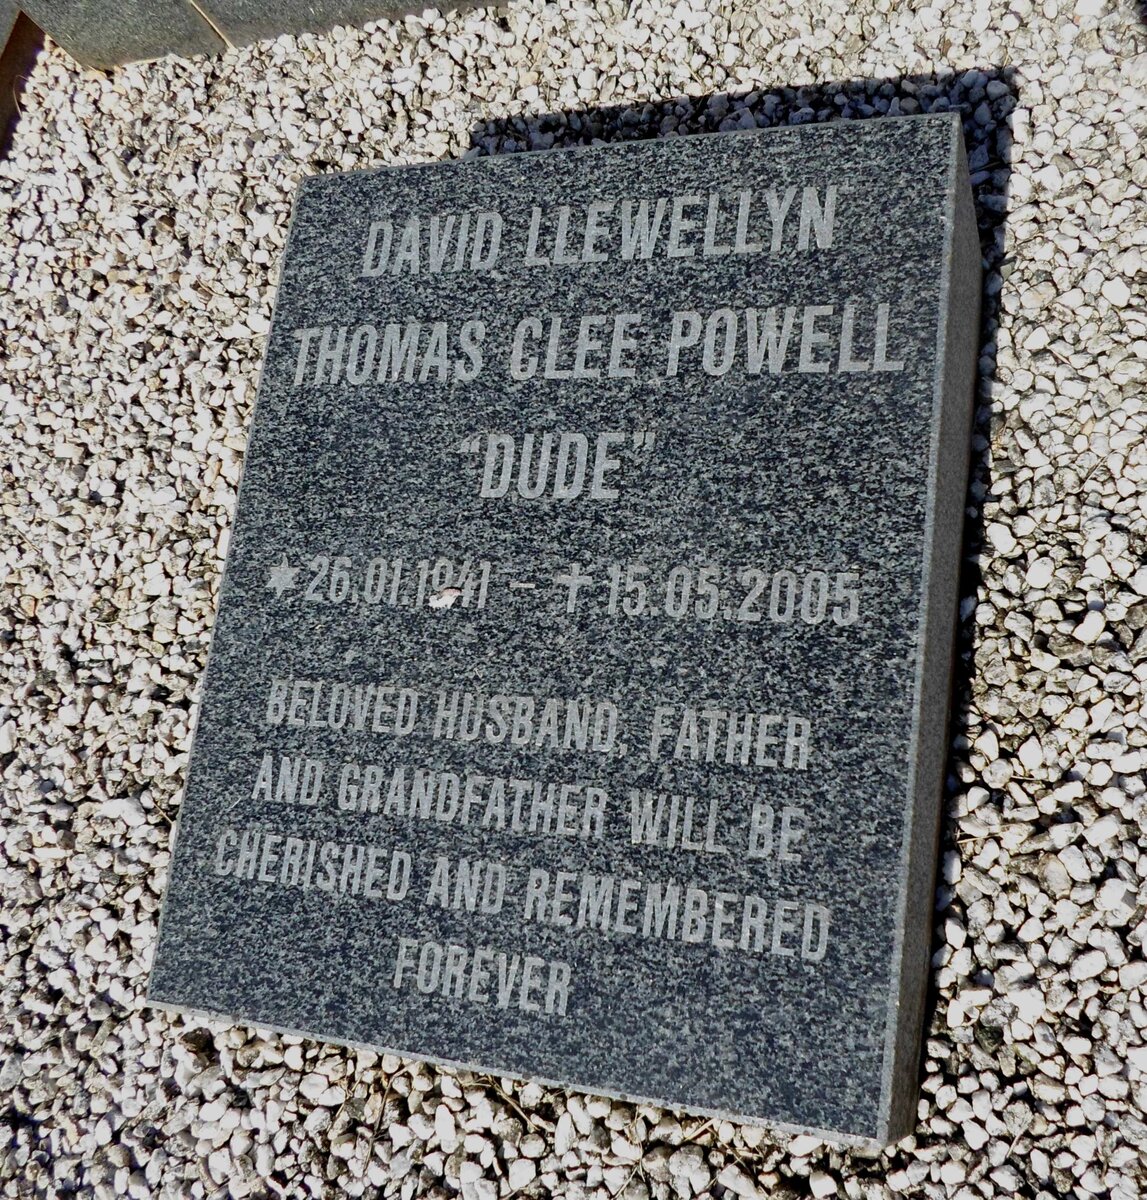 DAVID LLEWELLYN
THOMAS CLEE POWELL
"DUDE"
★26.01.1941 – ✝15.05.2005
BELOVED HUSBAND, FATHER
AND GRANDFATHER WILL BE
CHERISHED AND REMEMBERED
FOREVER